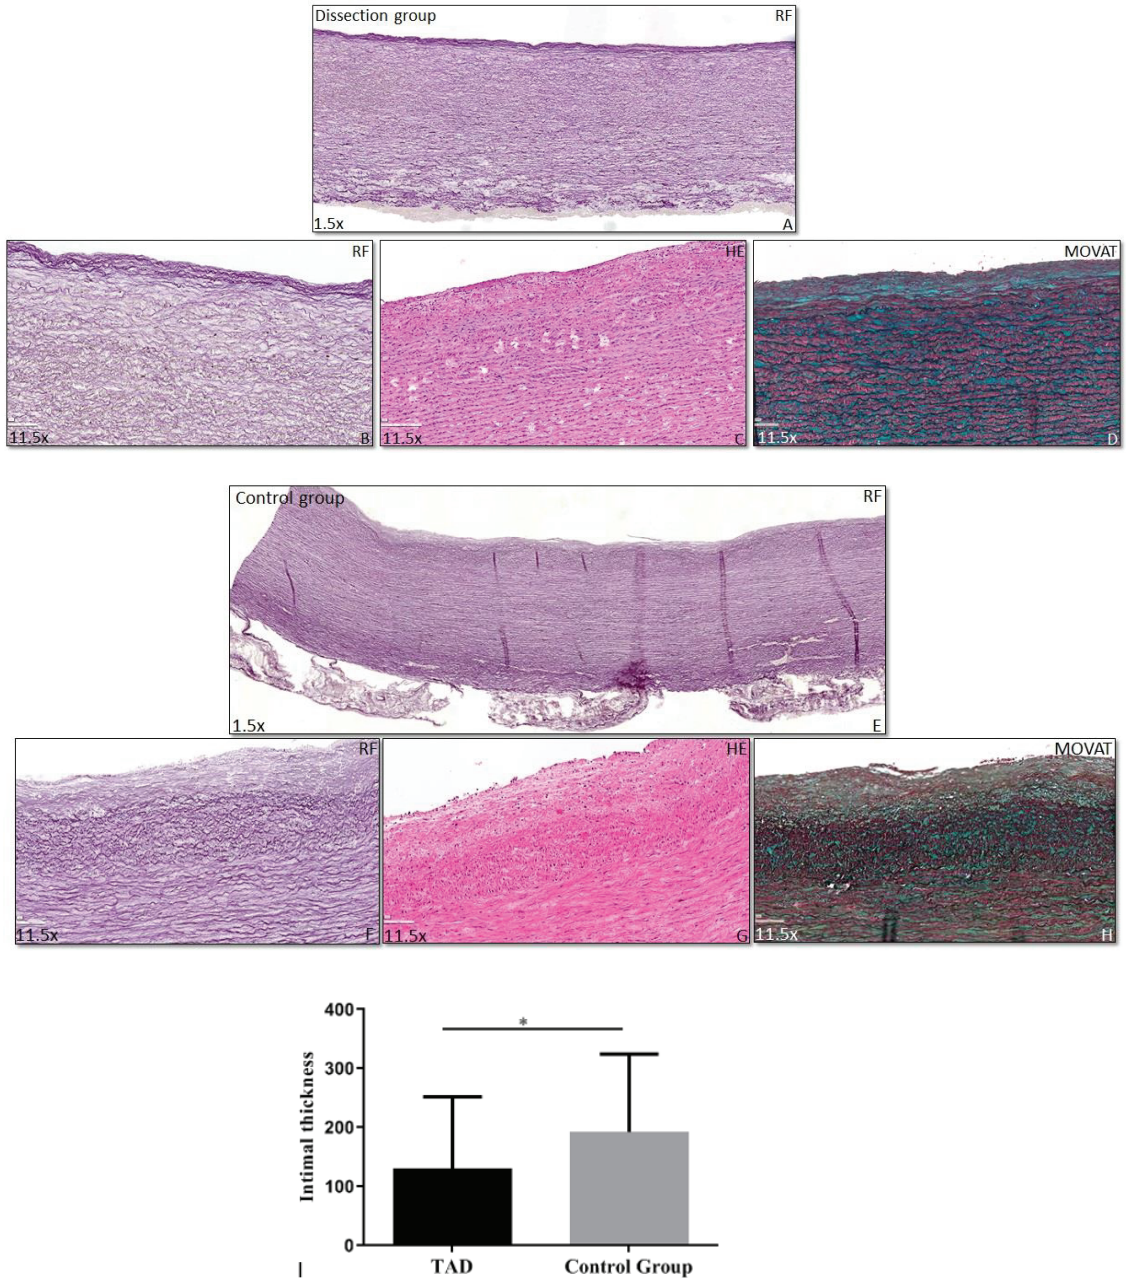 Dissection group RF
1.5x A
RF HE MOVAT
11.5x B 11.5x C 11.5x D
Control group RF
1.5x E
RF HE MOVAT
11.5x F 11.5x G 11.5x H
400
300
200
100
0
Intimal thickness
*
TAD Control Group
I